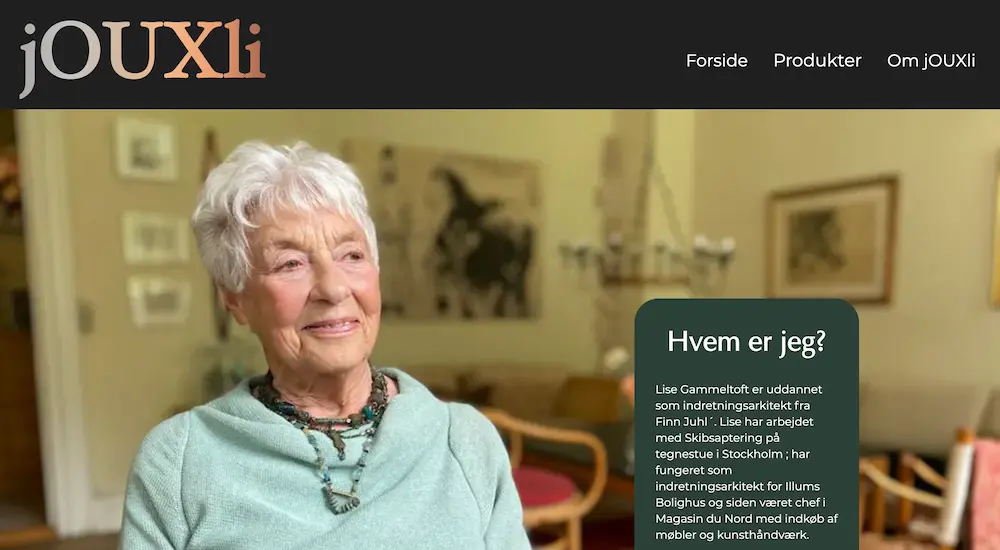 jOUXli
Forside Produkter Om jOUXli
Hvem er jeg?
Lise Gammeltoft er uddannet
som indretningsarkitekt fra
Finn Juhl´. Lise har arbejdet
med Skibsaptering på
tegnestue i Stockholm ; har
fungeret som
indretningsarkitekt for Illums
Bolighus og siden været chef i
Magasin du Nord med indkøb af
møbler og kunsthåndværk.